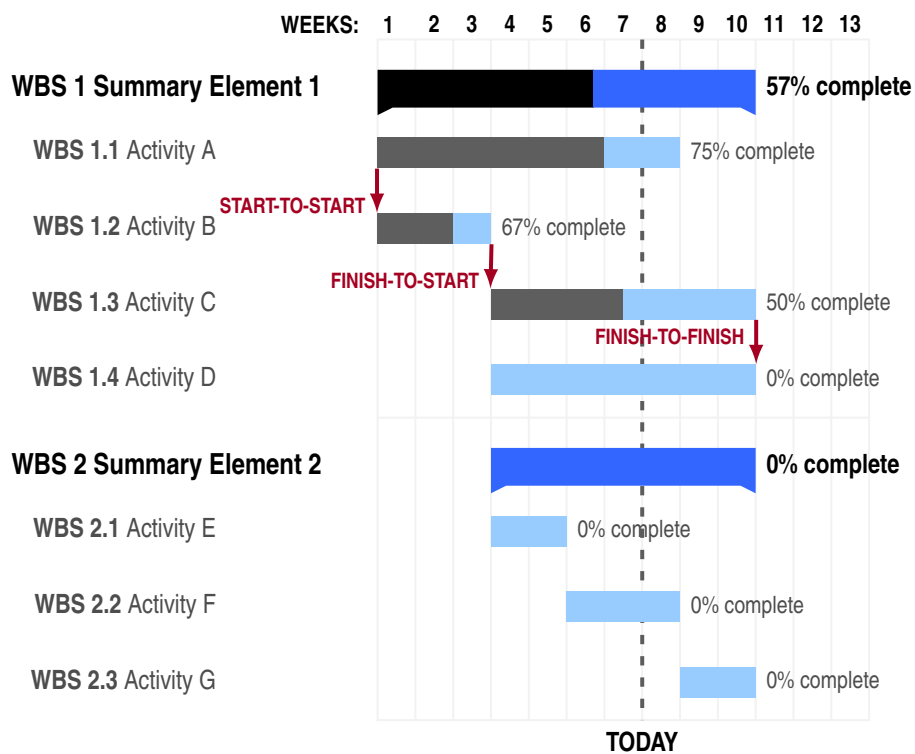 WEEKS: 1 2 3 4 5 6 7 8 9 10 11 12 13
WBS 1 Summary Element 1 57% complete
WBS 1.1 Activity A 75% complete
START-TO-START
WBS 1.2 Activity B 67% complete
FINISH-TO-START
WBS 1.3 Activity C 50% complete
FINISH-TO-FINISH
WBS 1.4 Activity D 0% complete
WBS 2 Summary Element 2 0% complete
WBS 2.1 Activity E 0% complete
WBS 2.2 Activity F 0% complete
WBS 2.3 Activity G 0% complete
TODAY